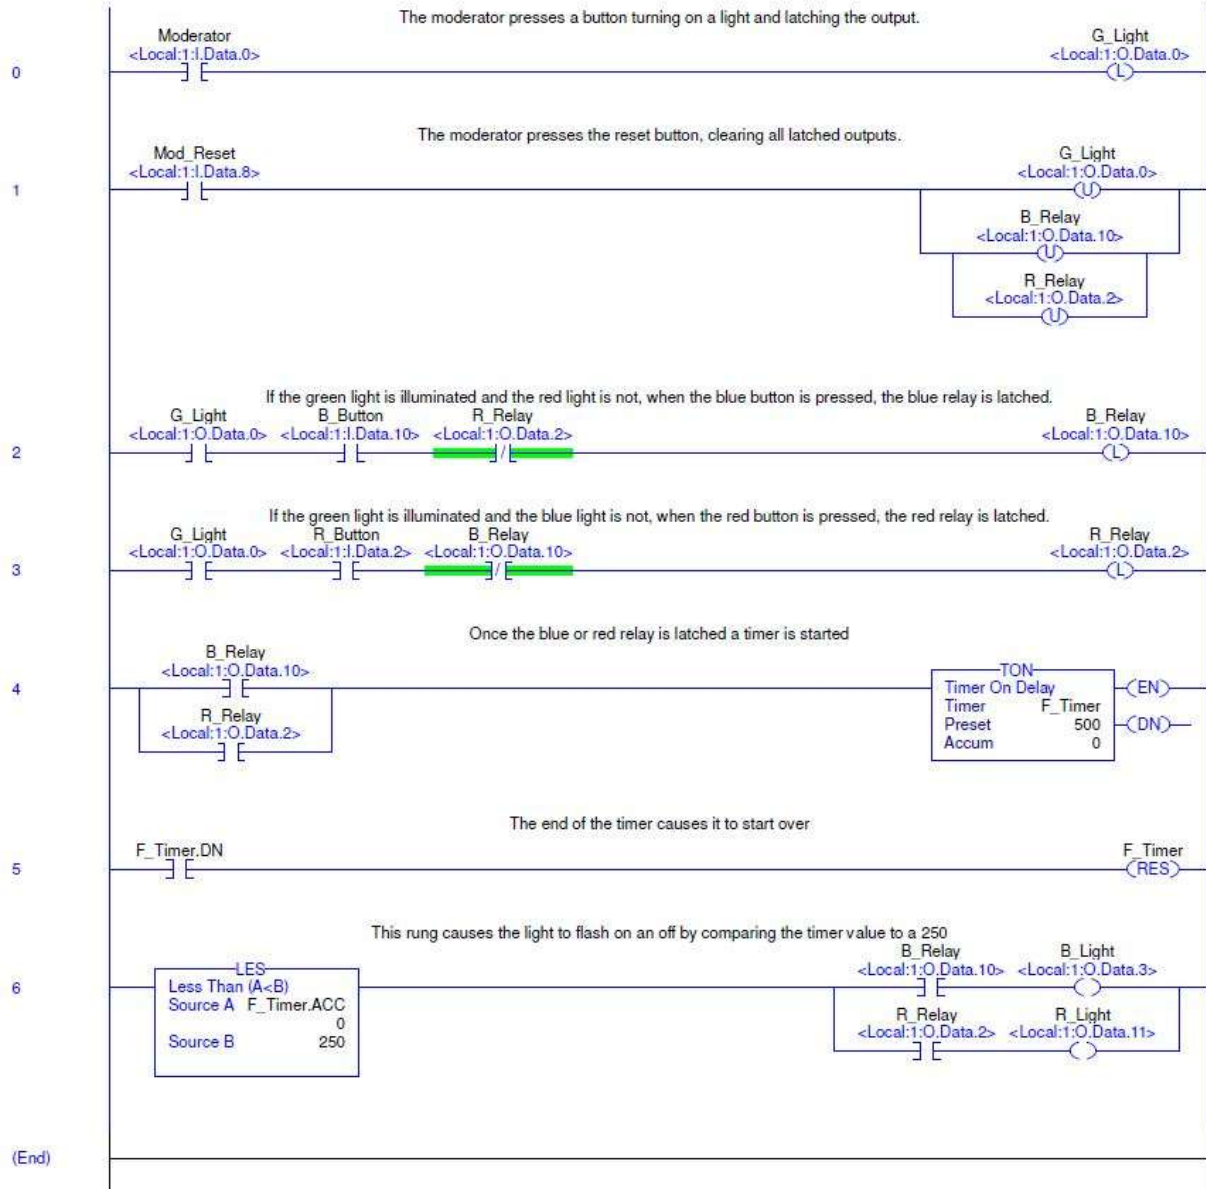 The moderator presses a button turning on a light and latching the output.
Moderator G_Light
<Local:1:I.Data.0> <Local:1:O.Data.0>
0 L
The moderator presses the reset button, clearing all latched outputs.
Mod_Reset G_Light
<Local:1:I.Data.8> <Local:1:O.Data.0>
1 U
B_Relay
<Local:1:O.Data.10>
U
R_Relay
<Local:1:O.Data.2>
U
If the green light is illuminated and the red light is not, when the blue button is pressed, the blue relay is latched.
G_Light B_Button R_Relay B_Relay
<Local:1:O.Data.0> <Local:1:I.Data.10> <Local:1:O.Data.2> <Local:1:O.Data.10>
2 / L
If the green light is illuminated and the blue light is not, when the red button is pressed, the red relay is latched.
G_Light R_Button B_Relay R_Relay
<Local:1:O.Data.0> <Local:1:I.Data.2> <Local:1:O.Data.10> <Local:1:O.Data.2>
3 / L
Once the blue or red relay is latched a timer is started
B_Relay
<Local:1:O.Data.10> TON
4 Timer On Delay EN
R_Relay Timer F_Timer
<Local:1:O.Data.2> Preset 500 DN
Accum 0
The end of the timer causes it to start over
F_Timer.DN F_Timer
5 RES
This rung causes the light to flash on an off by comparing the timer value to a 250
B_Relay B_Light
LES <Local:1:O.Data.10> <Local:1:O.Data.3>
6 Less Than (A<B)
Source A F_Timer.ACC R_Relay R_Light
0 <Local:1:O.Data.2> <Local:1:O.Data.11>
Source B 250
(End)